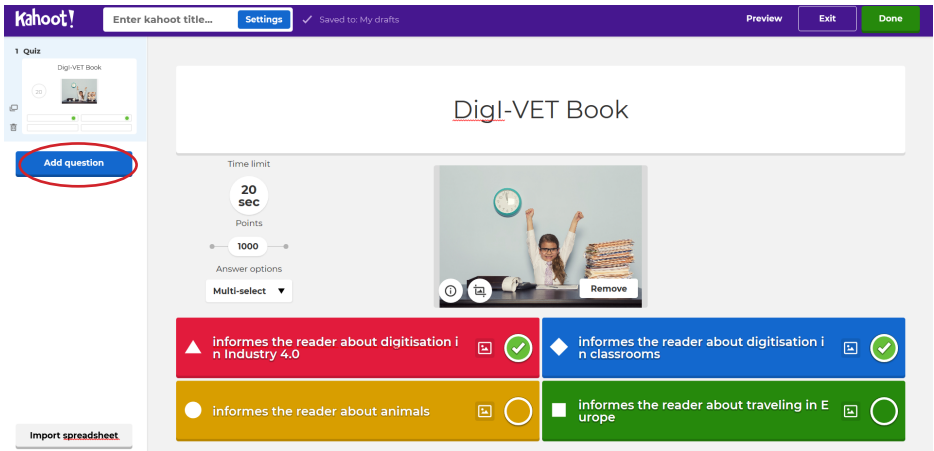 Kahoot!
Enter kahoot title...
Settings
Saved to: My drafts
Preview
Exit
Done
1 Quiz
DigI-VET Book
20
Add question
DigI-VET Book
Time limit
20
sec
Points
1000
Answer options
Multi-select
Remove
informes the reader about digitisation i
n Industry 4.0
informes the reader about digitisation i
n classrooms
informes the reader about animals
informes the reader about traveling in E
urope
Import spreadsheet